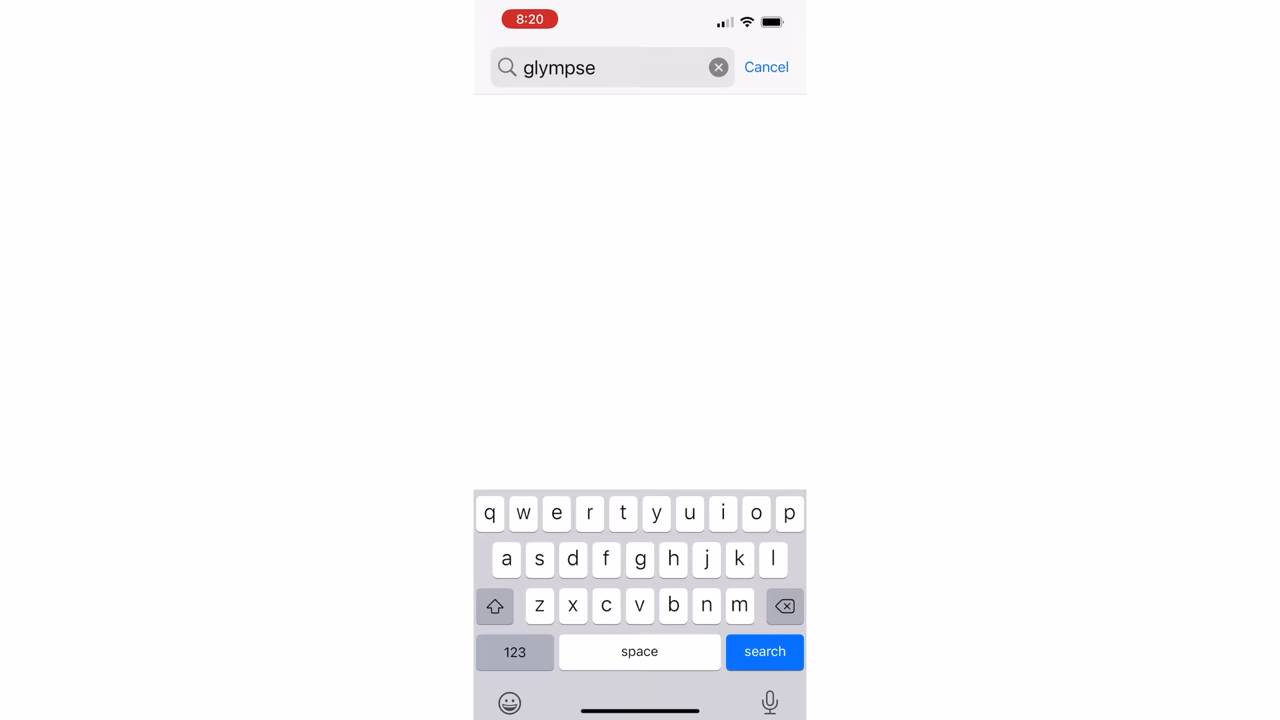 8:20
glympse
Cancel
q w e r t y u i o p
a s d f g h j k l
z x c v b n m
123 space search